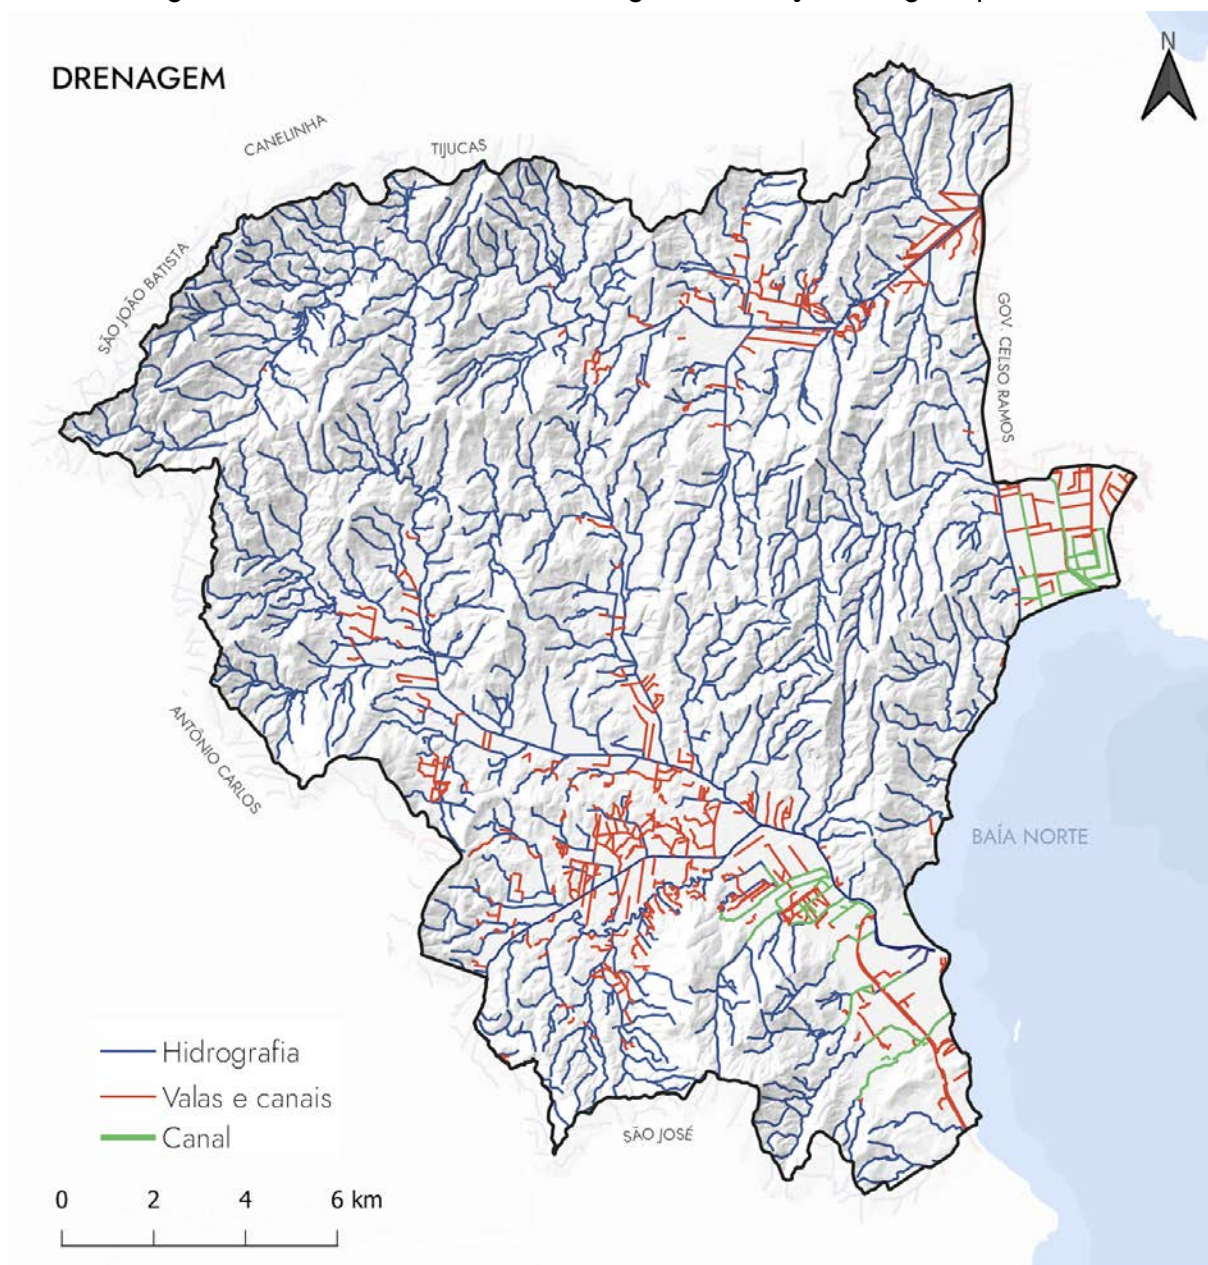 DRENAGEM
N
CANELINHA
TIJUCAS
SÃO JOÃO BATISTA
GOV. CELSO RAMOS
ANTÔNIO CARLOS
BAÍA NORTE
Hidrografia
Valas e canais
Canal
SÃO JOSÉ
0 2 4 6 km